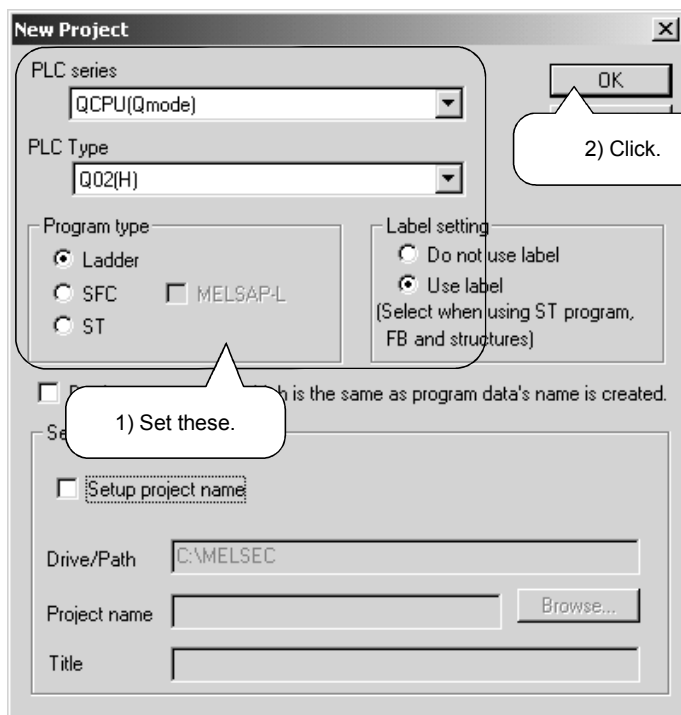 New Project
PLC series
OK
QCPU(Qmode)
2) Click.
PLC Type
Q02(H)
Program type
Label setting
Ladder
Do not use label
SFC
MELSAP-L
Use label
ST
(Select when using ST program,
FB and structures)
is the same as program data's name is created.
1) Set these.
Setup project name
Drive/Path
C:\MELSEC
Project name
Browse...
Title